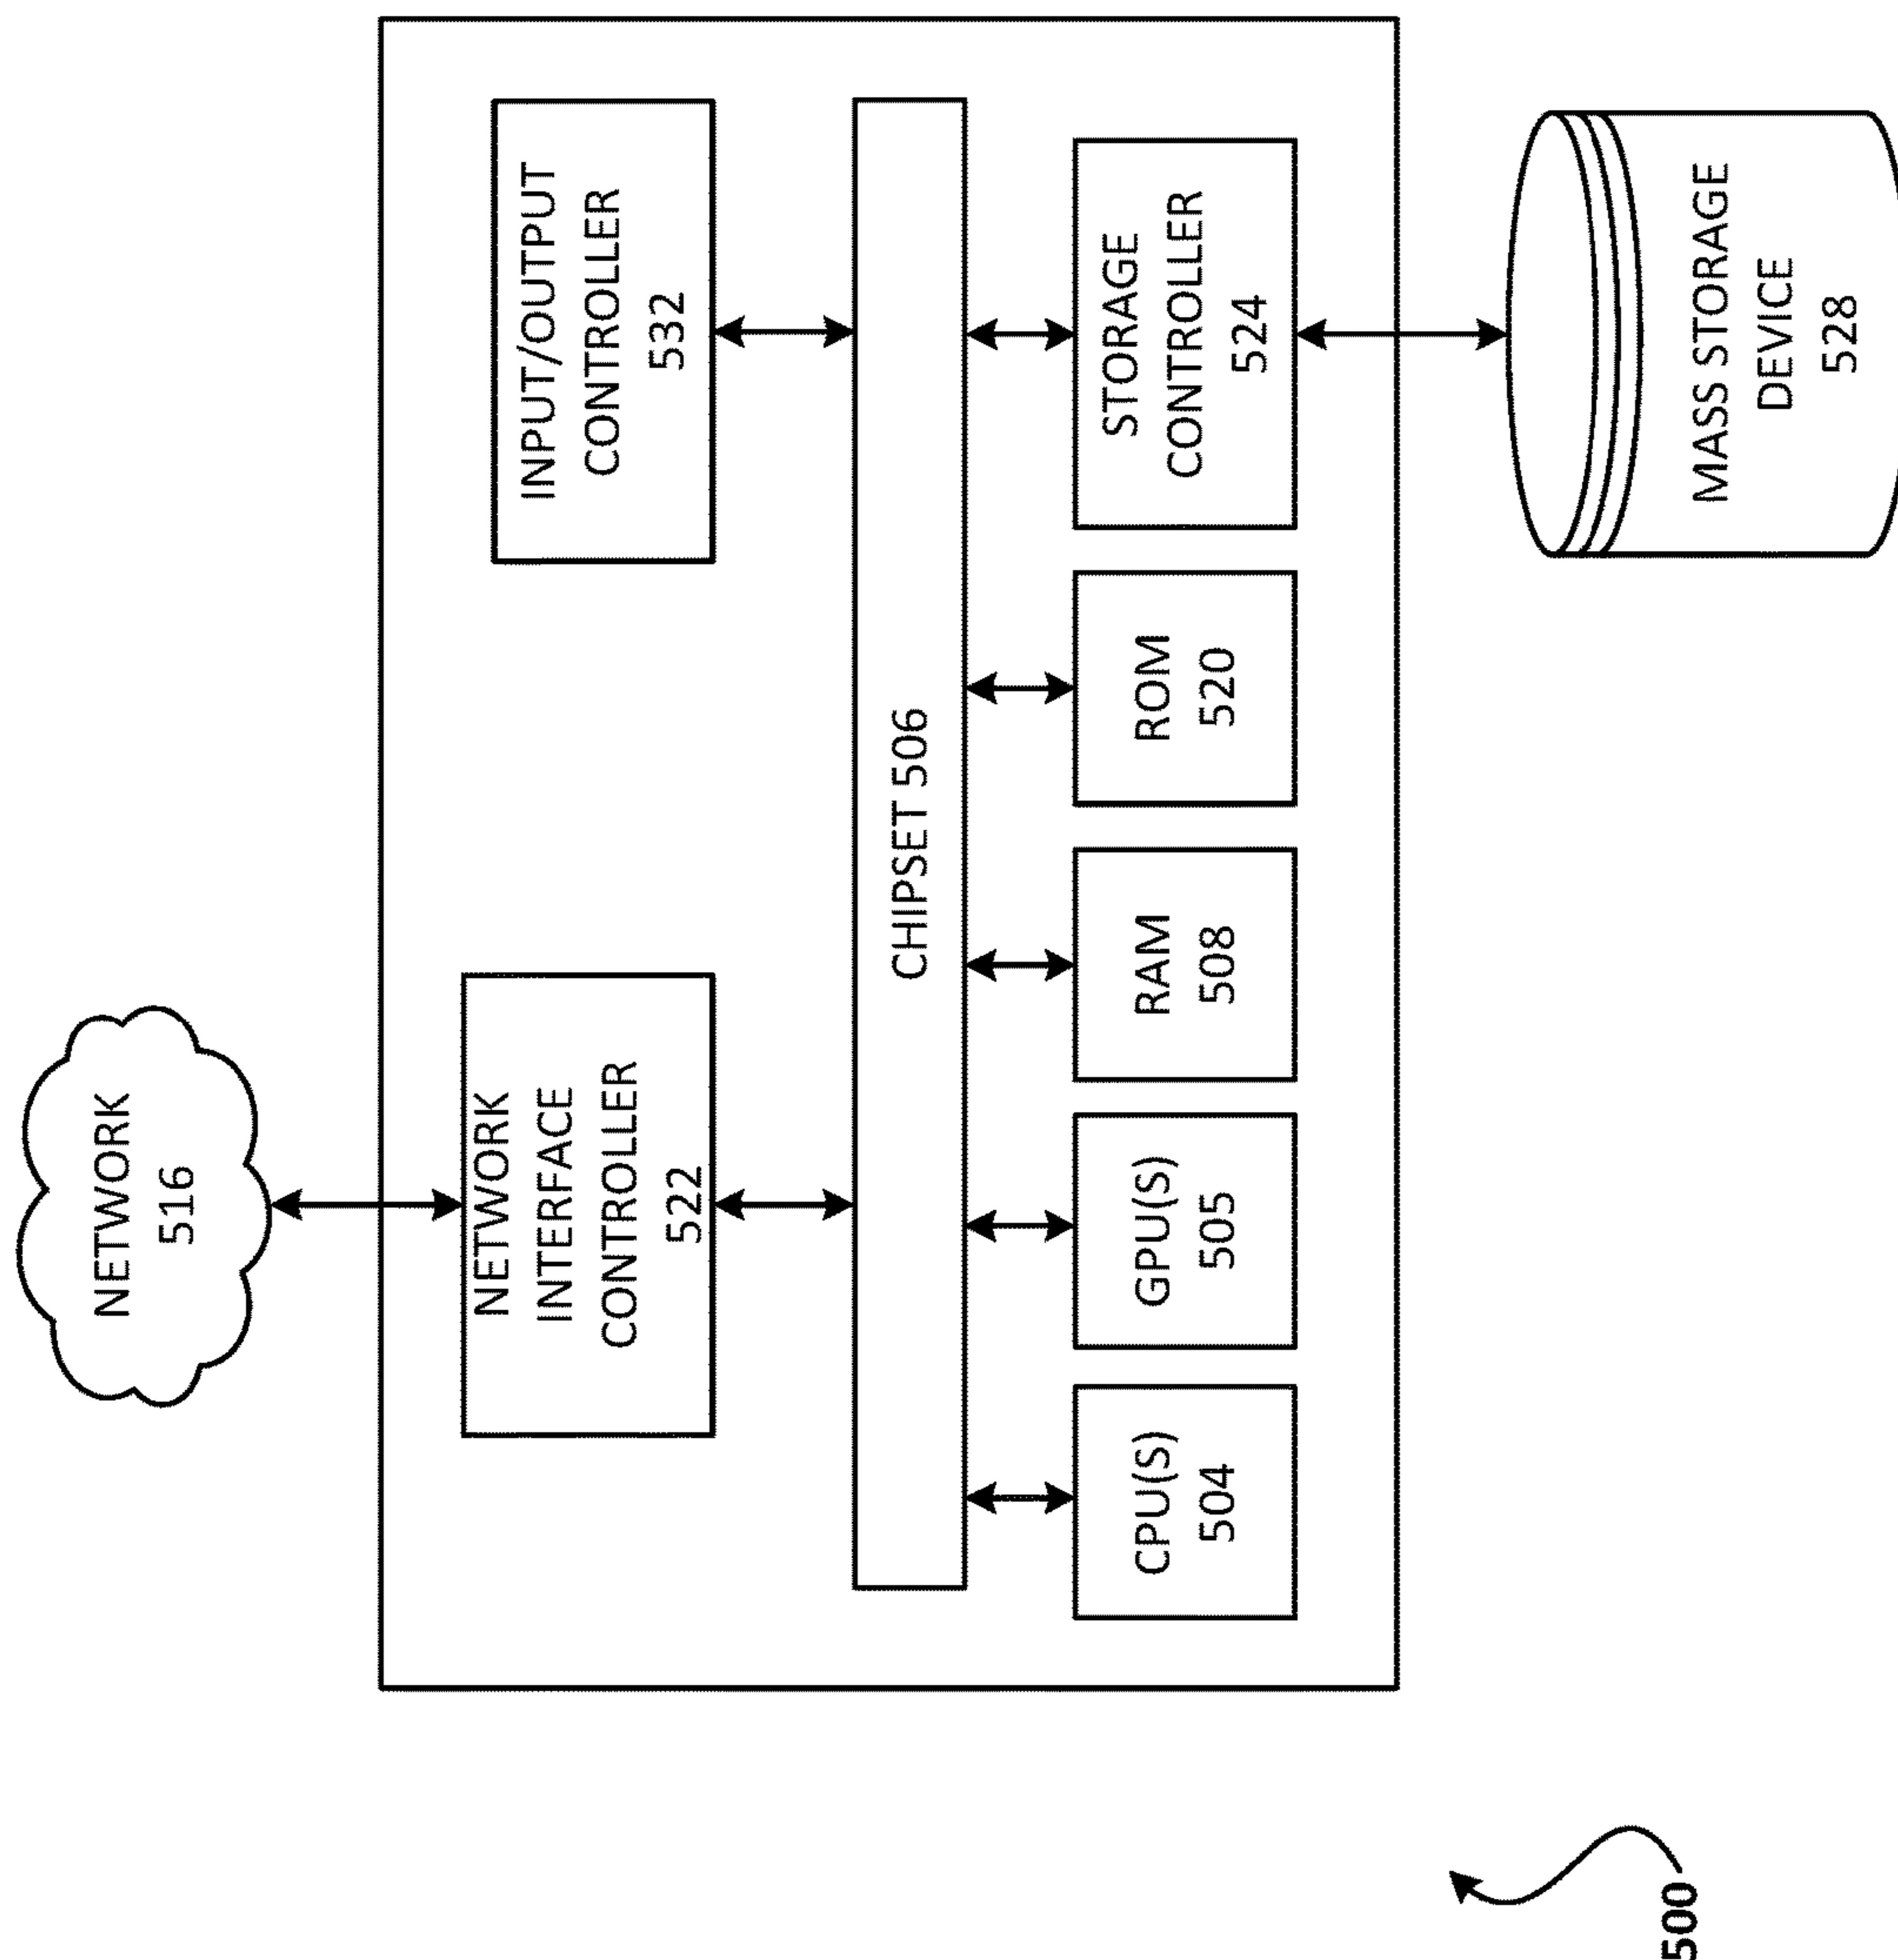 NETWORK
516
NETWORK
INTERFACE
CONTROLLER
522
INPUT/OUTPUT
CONTROLLER
532
CHIPSET 506
CPU(S)
504
GPU(S)
505
RAM
508
ROM
520
STORAGE
CONTROLLER
524
MASS STORAGE
DEVICE
528
500